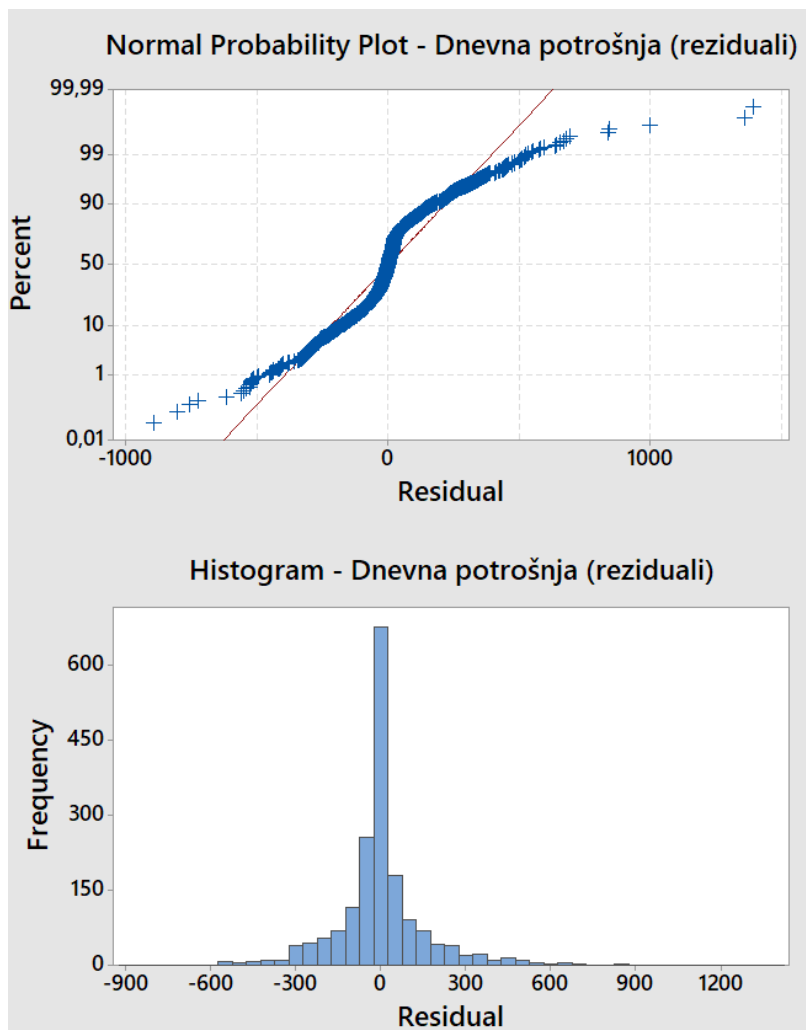 Normal Probability Plot - Dnevna potrošnja (reziduali)
99,99
99
90
50
10
1
0,01
Percent
-1000 0 1000
Residual
Histogram - Dnevna potrošnja (reziduali)
600
450
300
150
0
Frequency
-900 -600 -300 0 300 600 900 1200
Residual